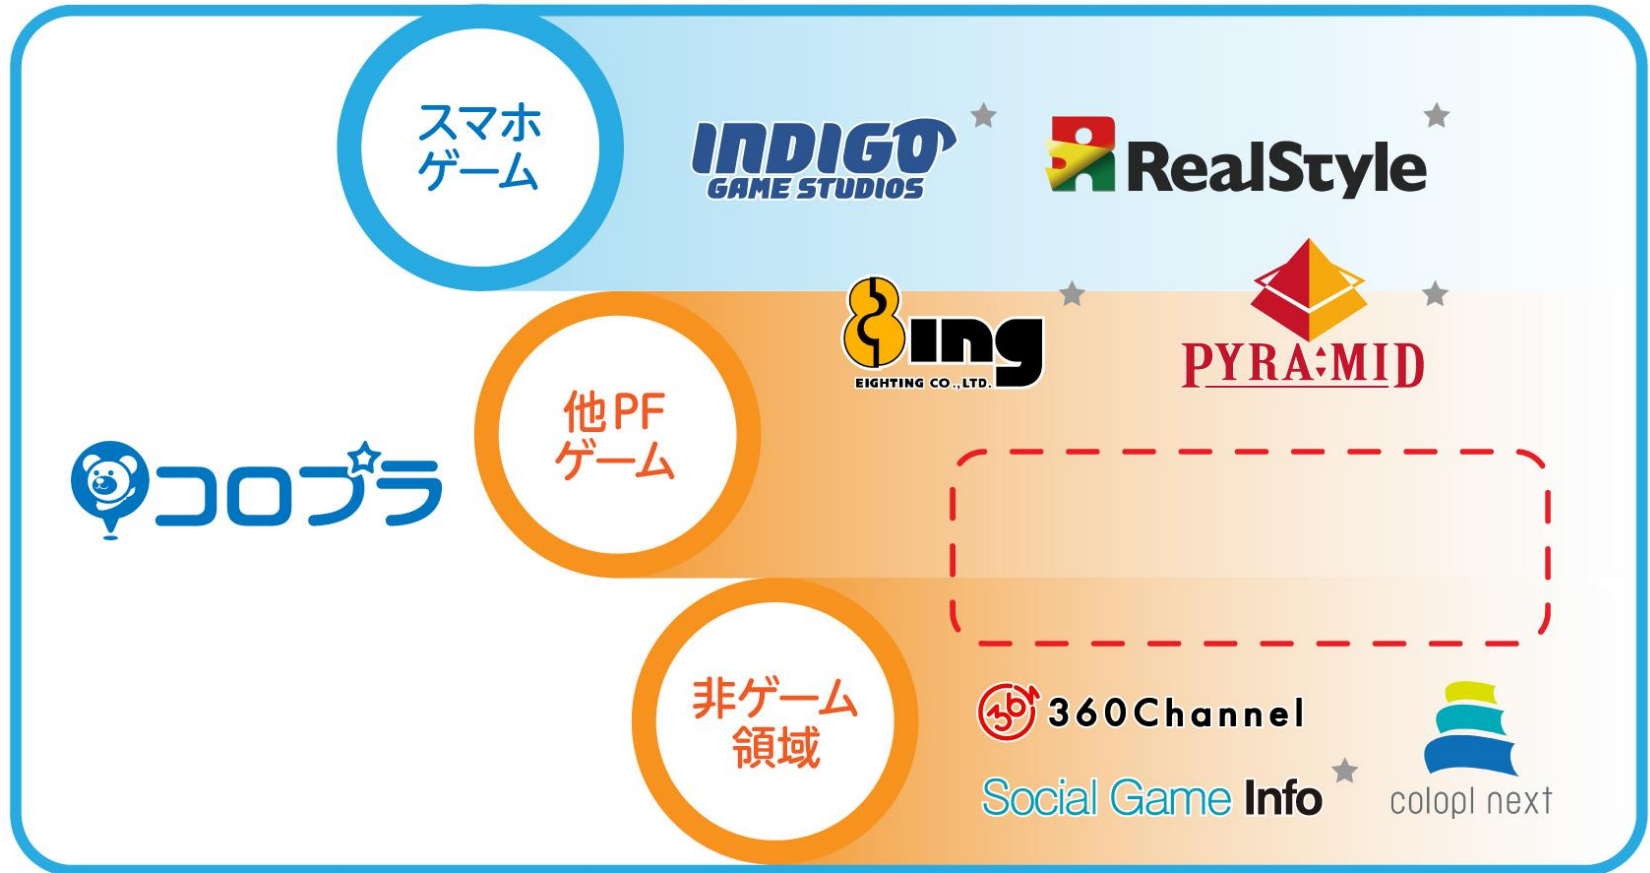 スマホ
ゲーム
INDIGO
GAME STUDIOS
RealStyle
8ing
EIGHTING CO.,LTD.
PYRA:MID
他PF
ゲーム
コロプラ
非ゲーム
領域
360Channel
Social Game Info
colopl next